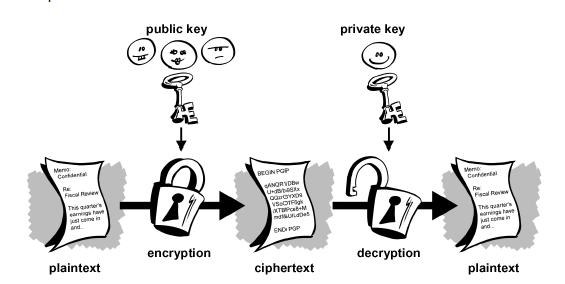 public key
private key
Memo:
Confidential
Re:
Fiscal Review
This quarter's
earnings have
just come in
and...
BEGIN PGP
END PGP
Memo:
Confidential
Re:
Fiscal Review
This quarter's
earnings have
just come in
and...
plaintext
encryption
ciphertext
decryption
plaintext